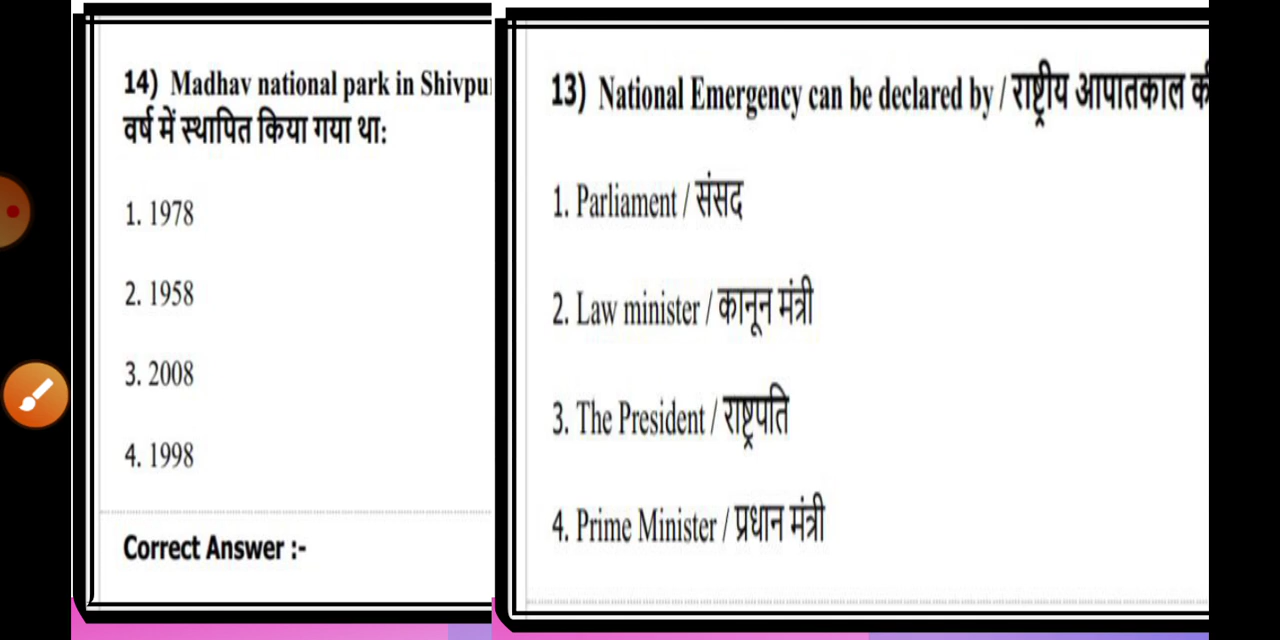 14) Madhav national park in Shivpu
वर्ष में स्थापित किया गया था:
1. 1978
2. 1958
3. 2008
4. 1998
Correct Answer :-
13) National Emergency can be declared by / राष्ट्रीय आपातकाल की
1. Parliament / संसद
2. Law minister / कानून मंत्री
3. The President / राष्ट्रपति
4. Prime Minister / प्रधान मंत्री